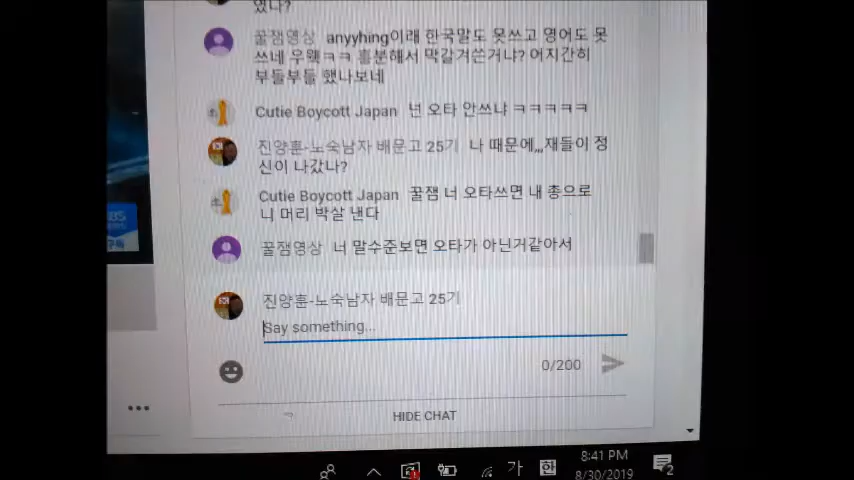 였나?
꿀잼영상 anyyhing이래 한국말도 못쓰고 영어도 못
쓰네 우웩ㅋㅋ 흥분해서 막갈겨쓴거냐? 어지간히
부들부들 했나보네
Cutie Boycott Japan 넌 오타 안쓰냐 ㅋㅋㅋㅋㅋ
진양훈-노숙남자 배문고 25기 나 때문에,,,재들이 정
신이 나갔나?
Cutie Boycott Japan 꿀잼 너 오타쓰면 내 총으로
니 머리 박살 낸다
꿀잼영상 너 말수준보면 오타가 아닌거같아서
진양훈-노숙남자 배문고 25기
Say something...
0/200
HIDE CHAT
가 한
8:41 PM
8/30/2019
2